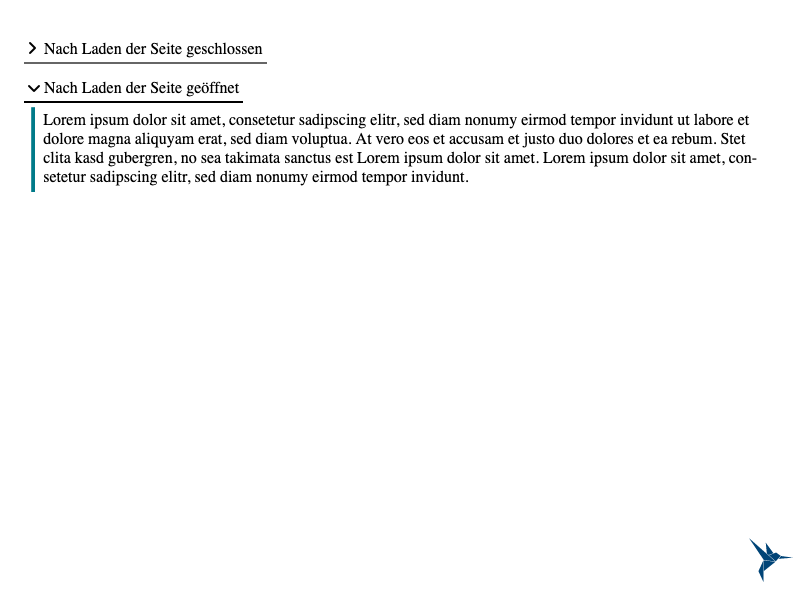 Nach Laden der Seite geschlossen
Nach Laden der Seite geöffnet
Lorem ipsum dolor sit amet, consetetur sadipscing elitr, sed diam nonumy eirmod tempor invidunt ut labore et
dolore magna aliquyam erat, sed diam voluptua. At vero eos et accusam et justo duo dolores et ea rebum. Stet
clita kasd gubergren, no sea takimata sanctus est Lorem ipsum dolor sit amet. Lorem ipsum dolor sit amet, con-
setetur sadipscing elitr, sed diam nonumy eirmod tempor invidunt.